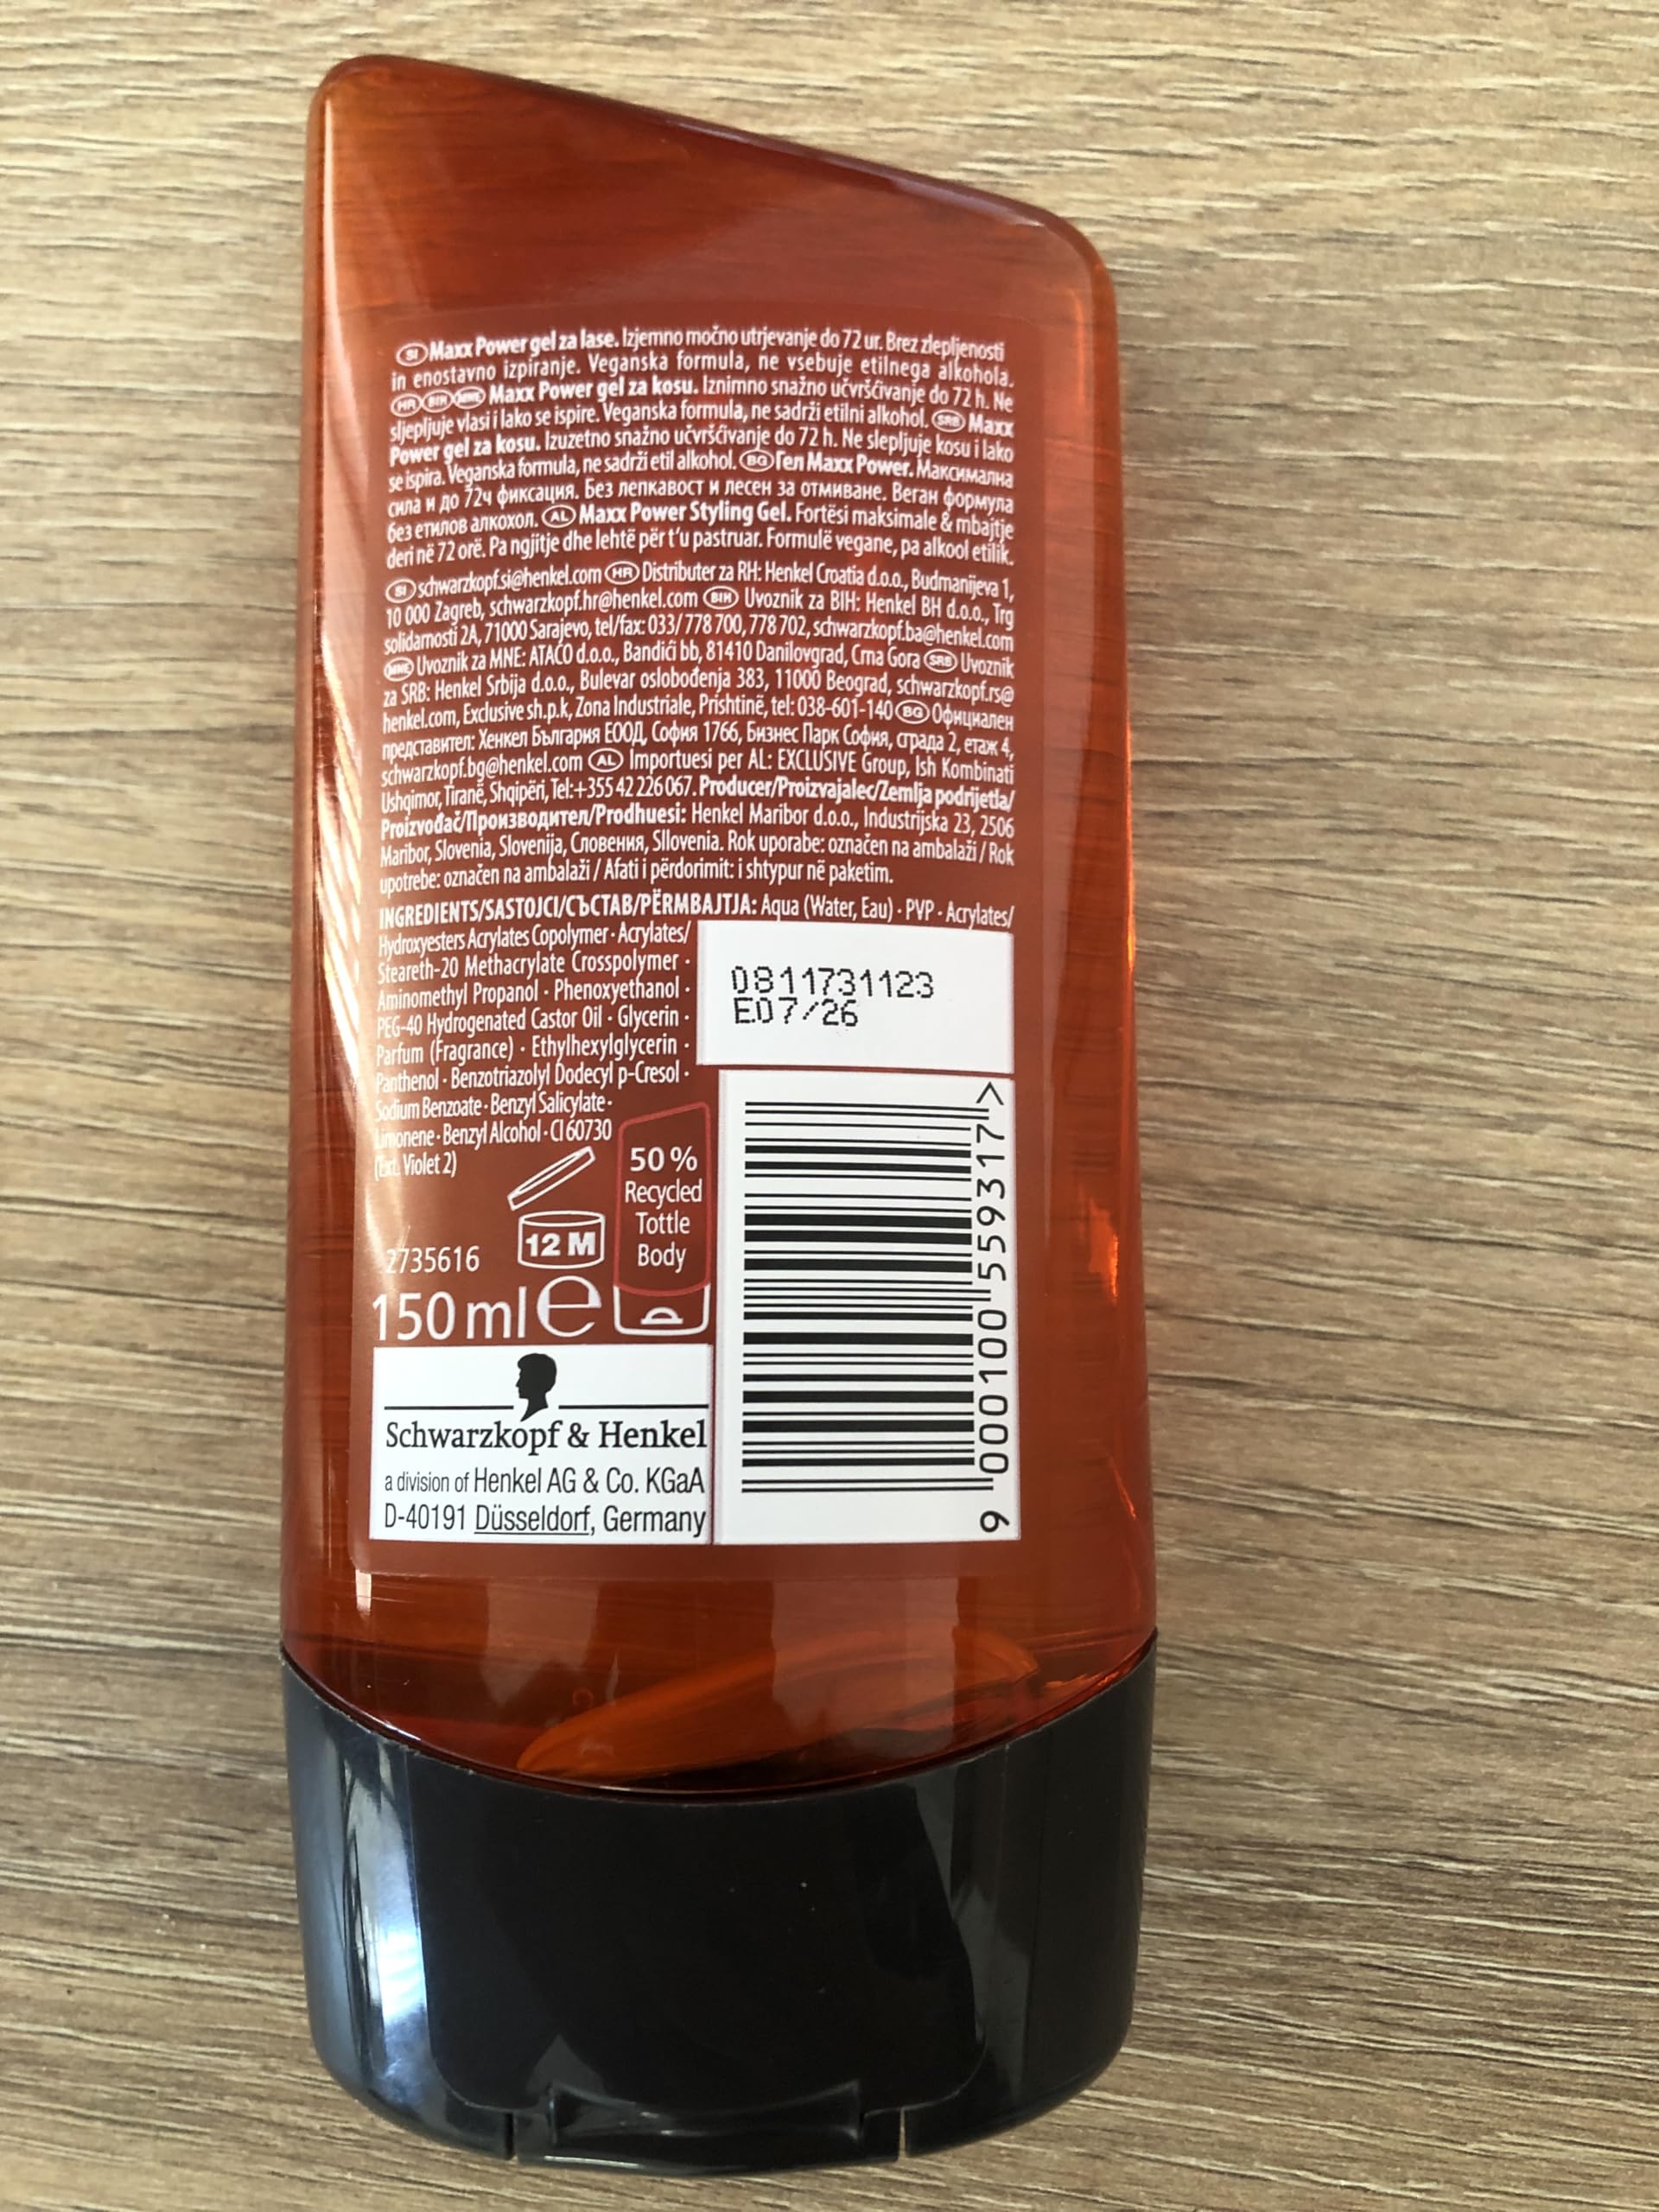 SI Maxx Power gel za lase. Izjemno močno utrjevanje do 72 ur. Brez zlepljenosti
in enostavno izpiranje. Veganska formula, ne vsebuje etilnega alkohola.
HR BIH MNE Maxx Power gel za kosu. Iznimno snažno učvršćivanje do 72 h. Ne
sljepljuje vlasi i lako se ispire. Veganska formula, ne sadrži etilni alkohol. SRB Maxx
Power gel za kosu. Izuzetno snažno učvršćivanje do 72 h. Ne slepljuje kosu i lako
se ispira. Veganska formula, ne sadrži etil alkohol. BG Гел Maxx Power. Максимална
сила и до 72ч фиксация. Без лепкавост и лесен за отмиване. Веган формула
без етилов алкохол. AL Maxx Power Styling Gel. Fortësi maksimale & mbajtje
deri në 72 orë. Pa ngjitje dhe lehtë për t'u pastruar. Formulë vegane, pa alkool etilik.
SI schwarzkopf.si@henkel.com HR Distributer za RH: Henkel Croatia d.o.o., Budmanijeva 1,
10 000 Zagreb, schwarzkopf.hr@henkel.com BIH Uvoznik za BIH: Henkel BH d.o.o., Trg
solidarnosti 2A, 71000 Sarajevo, tel/fax: 033/ 778 700, 778 702, schwarzkopf.ba@henkel.com
MNE Uvoznik za MNE: ATACO d.o.o., Bandići bb, 81410 Danilovgrad, Crna Gora SRB Uvoznik
za SRB: Henkel Srbija d.o.o., Bulevar oslobođenja 383, 11000 Beograd, schwarzkopf.rs@
henkel.com, Exclusive sh.p.k, Zona Industriale, Prishtinë, tel: 038-601-140 BG Официален
представител: Хенкел България ЕООД, София 1766, Бизнес Парк София, сграда 2, етаж 4,
schwarzkopf.bg@henkel.com AL Importuesi per AL: EXCLUSIVE Group, Ish Kombinati
Ushqimor, Tiranë, Shqipëri, Tel:+355 42 226 067. Producer/Proizvajalec/Zemlja podrijetla/
Proizvođač/Производител/Prodhuesi: Henkel Maribor d.o.o., Industrijska 23, 2506
Maribor, Slovenia, Slovenija, Словения, Sllovenia. Rok uporabe: označen na ambalaži / Rok
upotrebe: označen na ambalaži / Afati i përdorimit: i shtypur në paketim.
INGREDIENTS/SASTOJCI/СЪСТАВ/PËRMBAJTJA: Aqua (Water, Eau) · PVP · Acrylates/
Hydroxyesters Acrylates Copolymer · Acrylates/
Steareth-20 Methacrylate Crosspolymer ·
Aminomethyl Propanol · Phenoxyethanol ·
PEG-40 Hydrogenated Castor Oil · Glycerin ·
Parfum (Fragrance) · Ethylhexylglycerin ·
Panthenol · Benzotriazolyl Dodecyl p-Cresol ·
Sodium Benzoate · Benzyl Salicylate ·
Limonene · Benzyl Alcohol · CI 60730
(Ext. Violet 2)
0811731123
E07/26
50 %
Recycled
Tottle
Body
12 M
2735616
150 ml e
Schwarzkopf & Henkel
a division of Henkel AG & Co. KGaA
D-40191 Düsseldorf, Germany
9 000100 559317 >